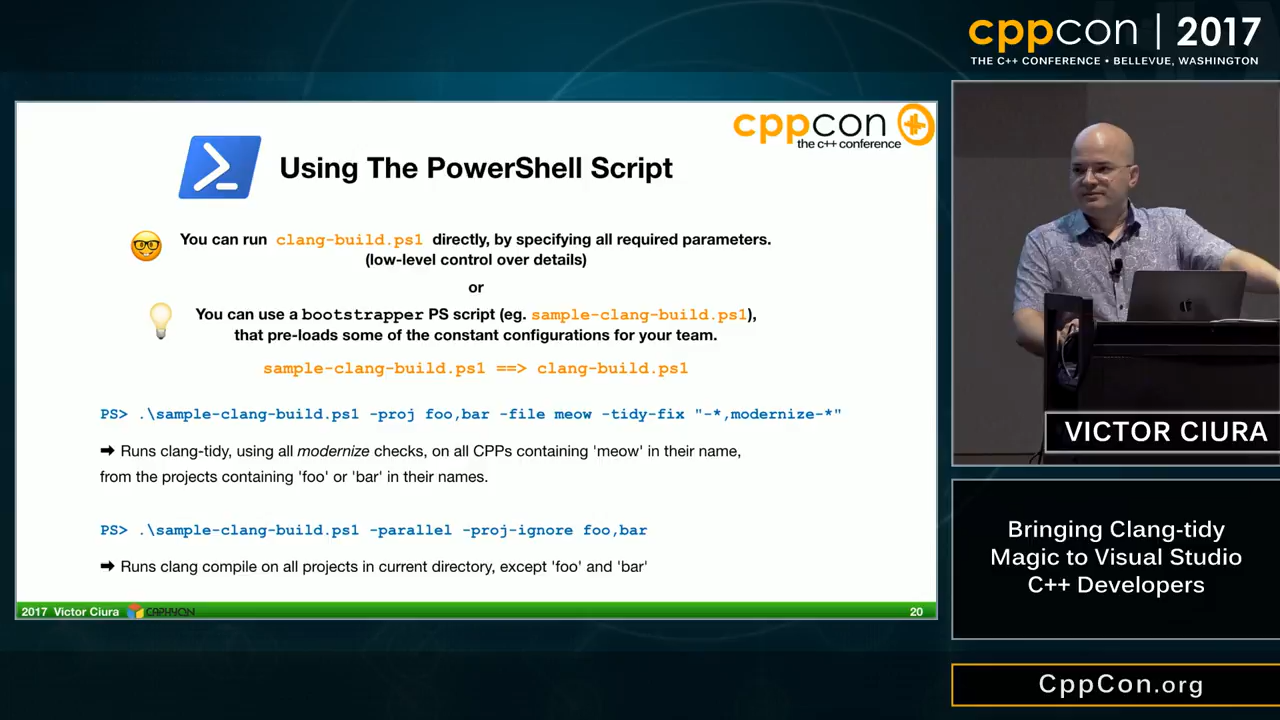 cppcon | 2017
THE C++ CONFERENCE • BELLEVUE, WASHINGTON
cppcon
the c++ conference
Using The PowerShell Script
You can run clang-build.ps1 directly, by specifying all required parameters.
(low-level control over details)
or
You can use a bootstrapper PS script (eg. sample-clang-build.ps1),
that pre-loads some of the constant configurations for your team.
sample-clang-build.ps1 ==> clang-build.ps1
PS> .\sample-clang-build.ps1 -proj foo,bar -file meow -tidy-fix "-*,modernize-*"
➡ Runs clang-tidy, using all modernize checks, on all CPPs containing 'meow' in their name,
from the projects containing 'foo' or 'bar' in their names.
PS> .\sample-clang-build.ps1 -parallel -proj-ignore foo,bar
➡ Runs clang compile on all projects in current directory, except 'foo' and 'bar'
2017 Victor Ciura CAPHYON 20
VICTOR CIURA
Bringing Clang-tidy
Magic to Visual Studio
C++ Developers
CppCon.org